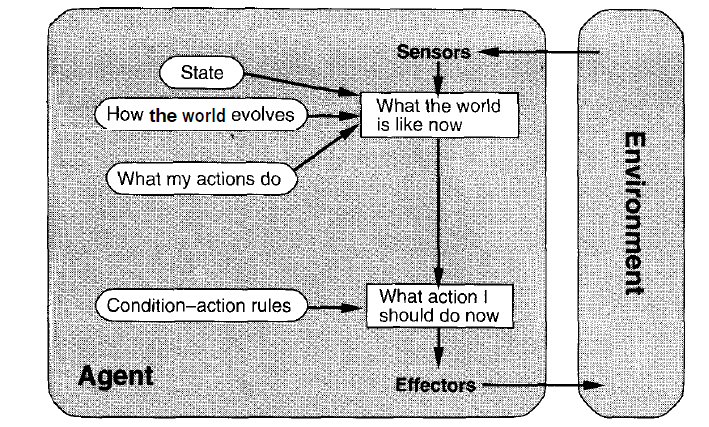 Sensors
State
What the world
is like now
How the world evolves
What my actions do
Environment
Condition–action rules
What action I
should do now
Agent
Effectors